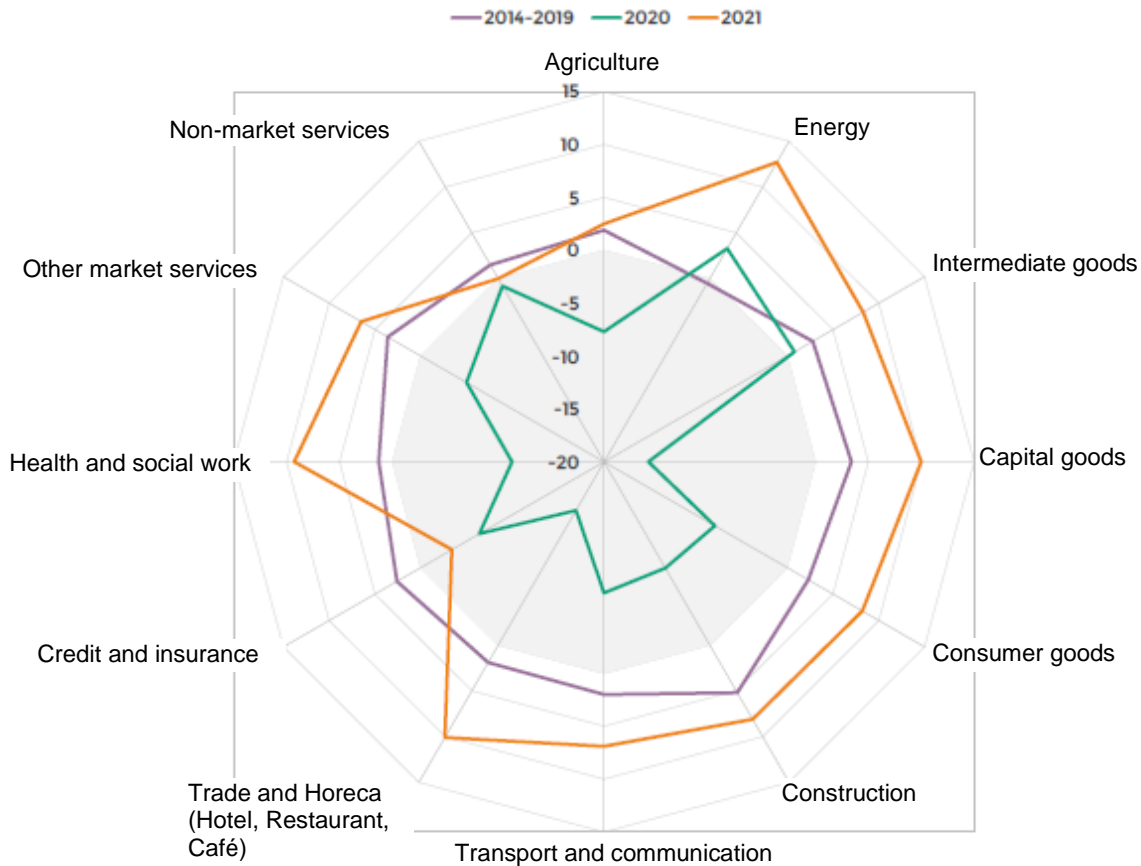 2014-2019 2020 2021
Agriculture
15
Non-market services
Energy
10
5
Other market services
0
Intermediate goods
-5
-10
-15
Health and social work
-20
Capital goods
Credit and insurance
Consumer goods
Trade and Horeca
(Hotel, Restaurant,
Café)
Construction
Transport and communication